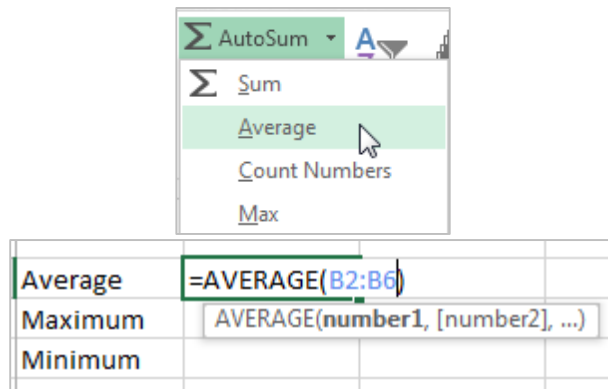 AutoSum
Sum
Average
Count Numbers
Max
Average =AVERAGE(B2:B6)
Maximum AVERAGE(number1, [number2], ...)
Minimum